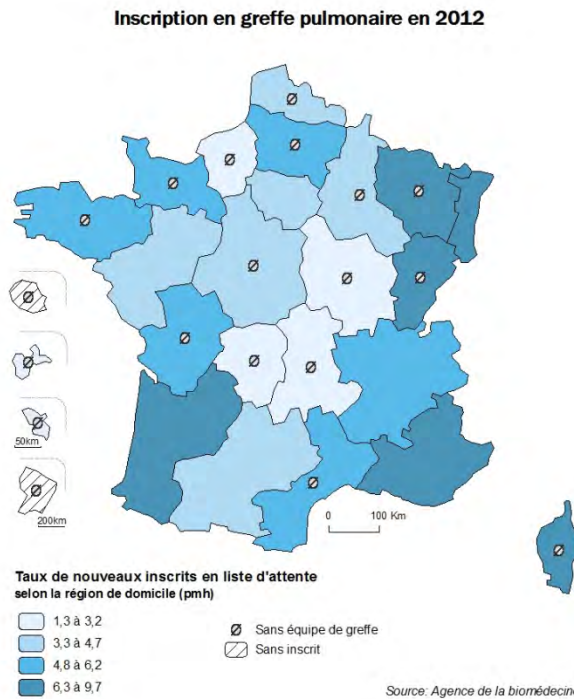 Inscription en greffe pulmonaire en 2012
50km
200km
0 100 Km
Taux de nouveaux inscrits en liste d'attente
selon la région de domicile (pmh)
1,3 à 3,2
3,3 à 4,7
4,8 à 6,2
6,3 à 9,7
Sans équipe de greffe
Sans inscrit
Source: Agence de la biomédecine